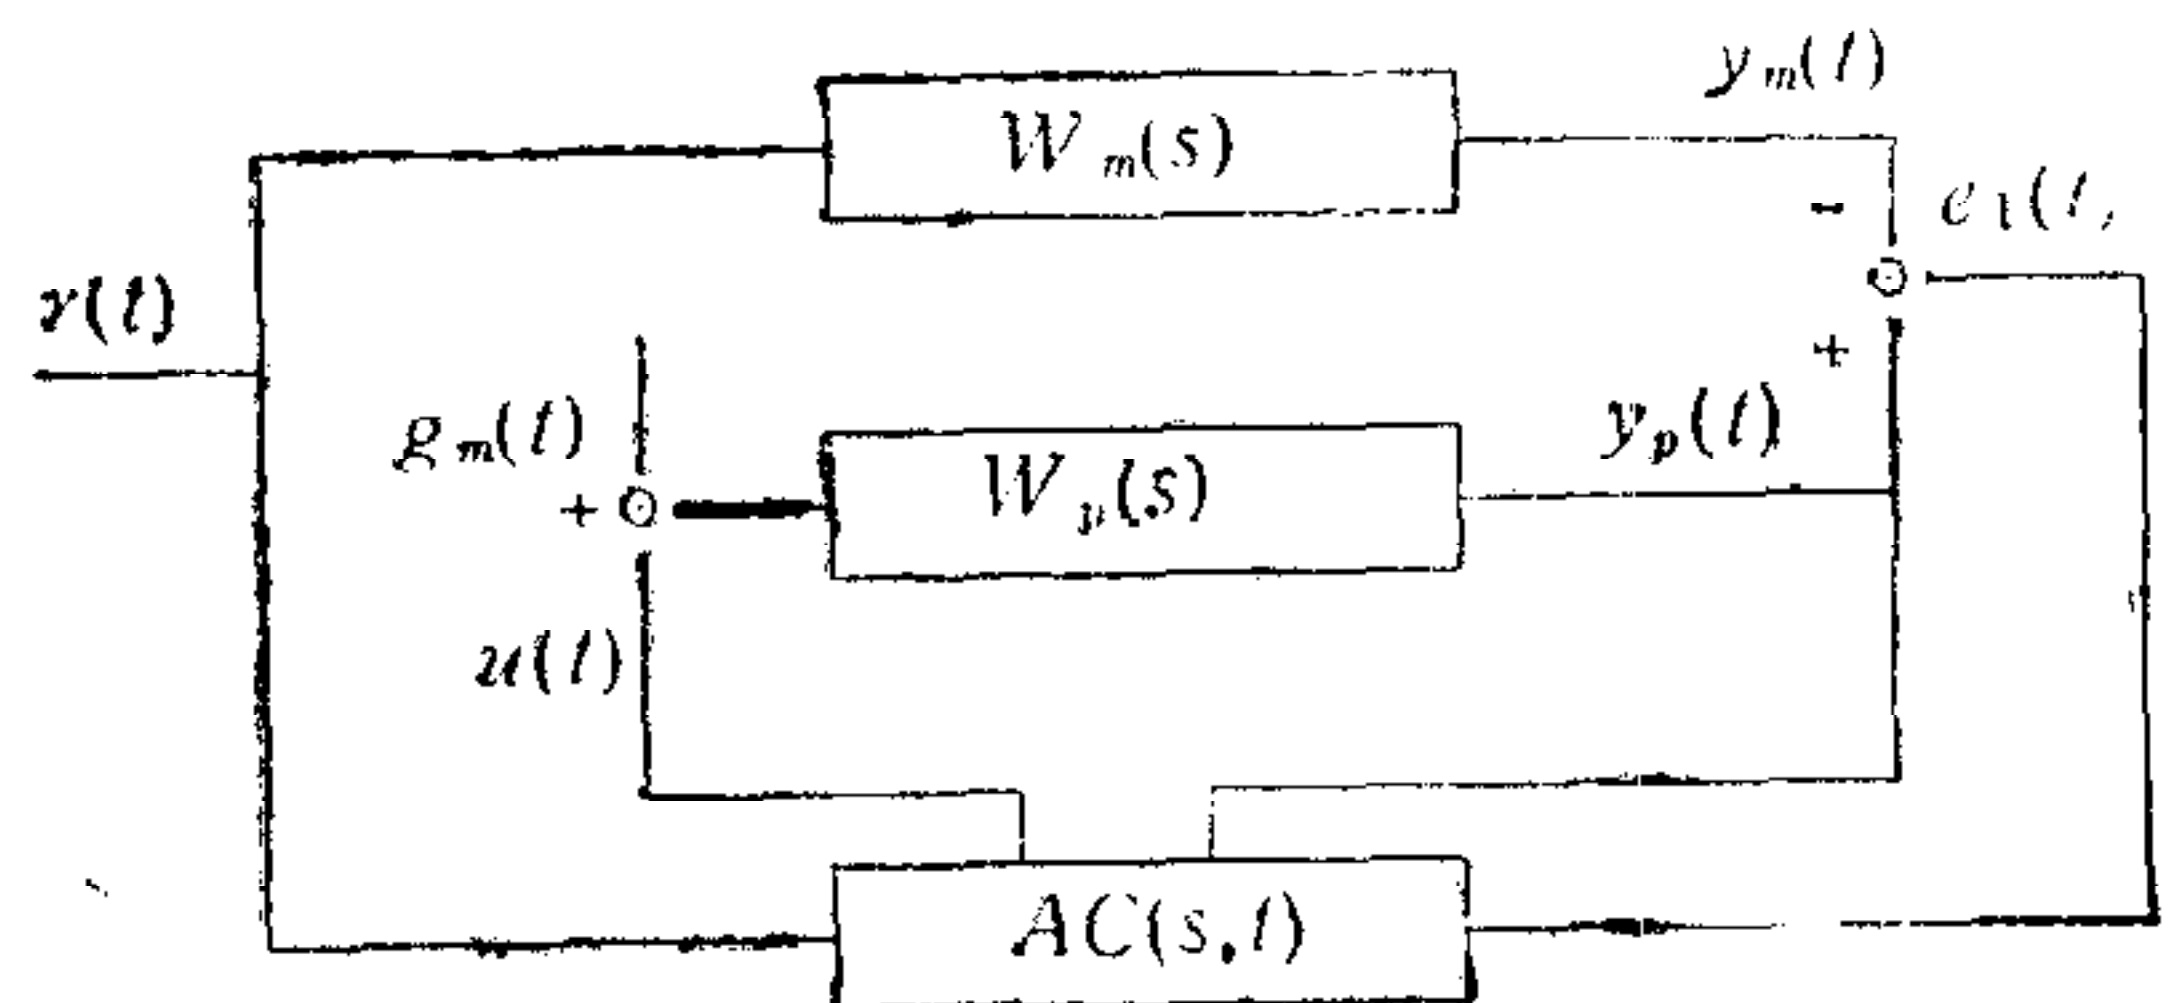 y_m(t)
W_m(s)
-
e_1(t)
r(t)
+
g_m(t)
y_p(t)
+
W_p(s)
u(t)
AC(s,t)